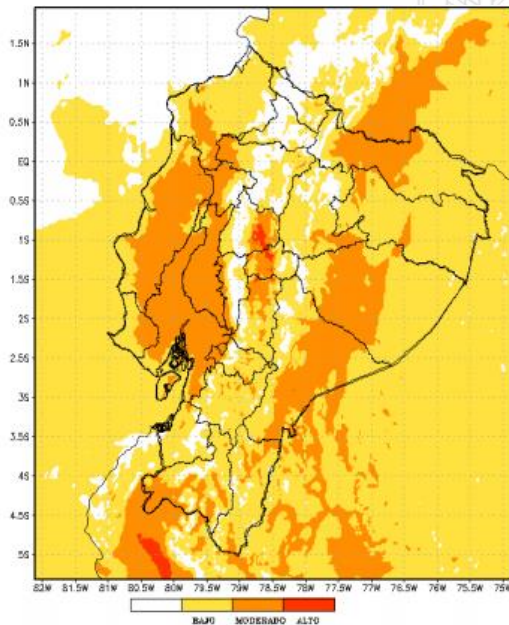 1.5N
1N
0.5N
EQ
0.5S
1S
1.5S
2S
2.5S
3S
3.5S
4S
4.5S
5S
82W 81.5W 81W 80.5W 80W 79.5W 79W 78.5W 78W 77.5W 77W 76.5W 76W 75.5W 75W
BAJO MODERADO ALTO